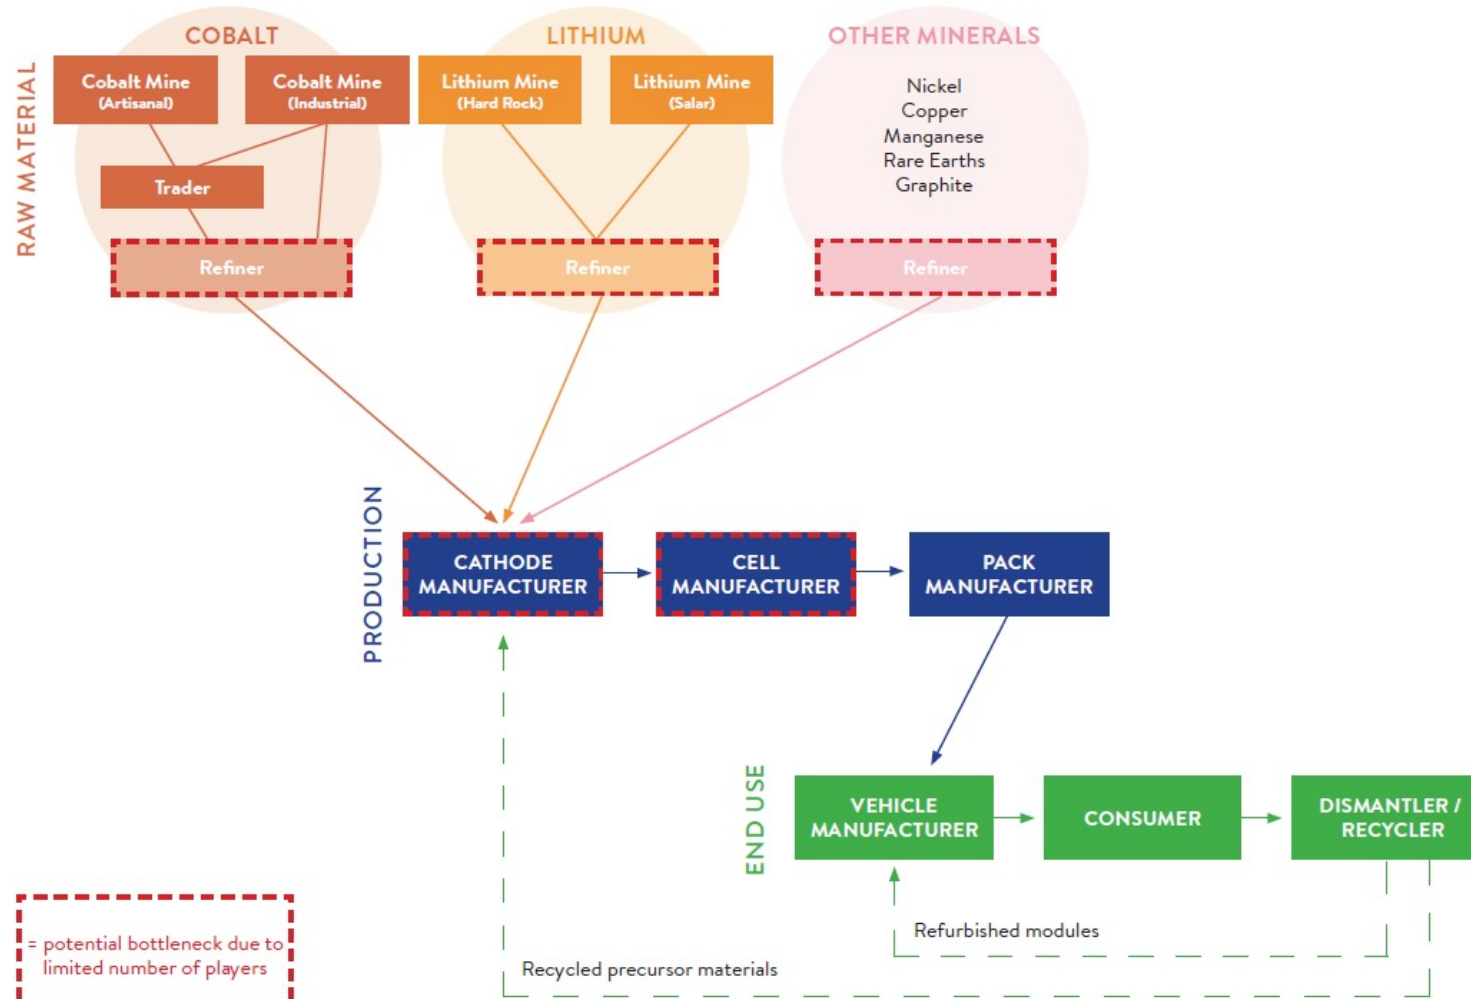 RAW MATERIAL
COBALT
Cobalt Mine
(Artisanal)
Cobalt Mine
(Industrial)
Trader
Refiner
LITHIUM
Lithium Mine
(Hard Rock)
Lithium Mine
(Salar)
Refiner
OTHER MINERALS
Nickel
Copper
Manganese
Rare Earths
Graphite
Refiner
PRODUCTION
CATHODE
MANUFACTURER
CELL
MANUFACTURER
PACK
MANUFACTURER
END USE
VEHICLE
MANUFACTURER
CONSUMER
DISMANTLER /
RECYCLER
Refurbished modules
Recycled precursor materials
= potential bottleneck due to
limited number of players